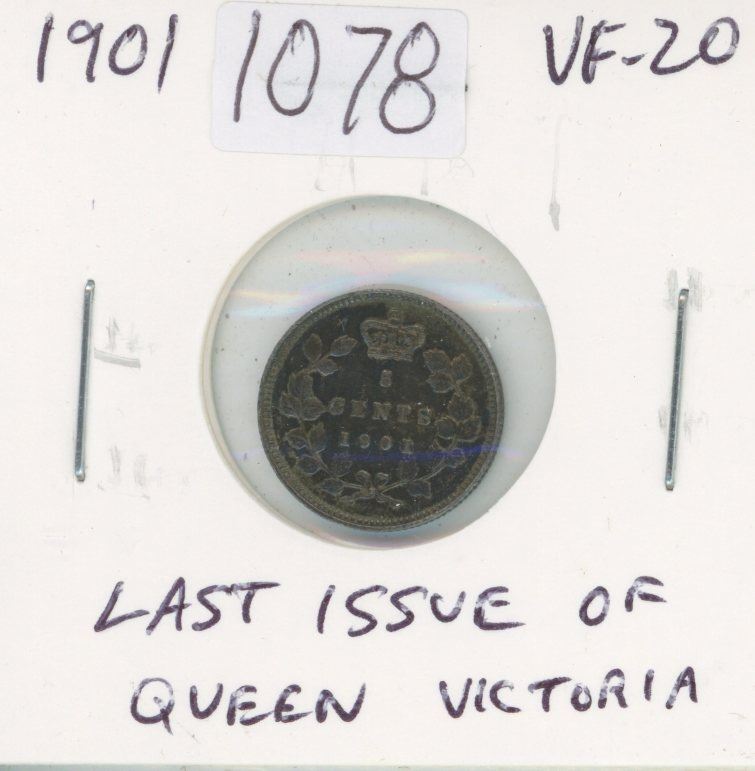 1901 1078 VF-20
5
CENTS
1901
LAST ISSUE OF
QUEEN VICTORIA